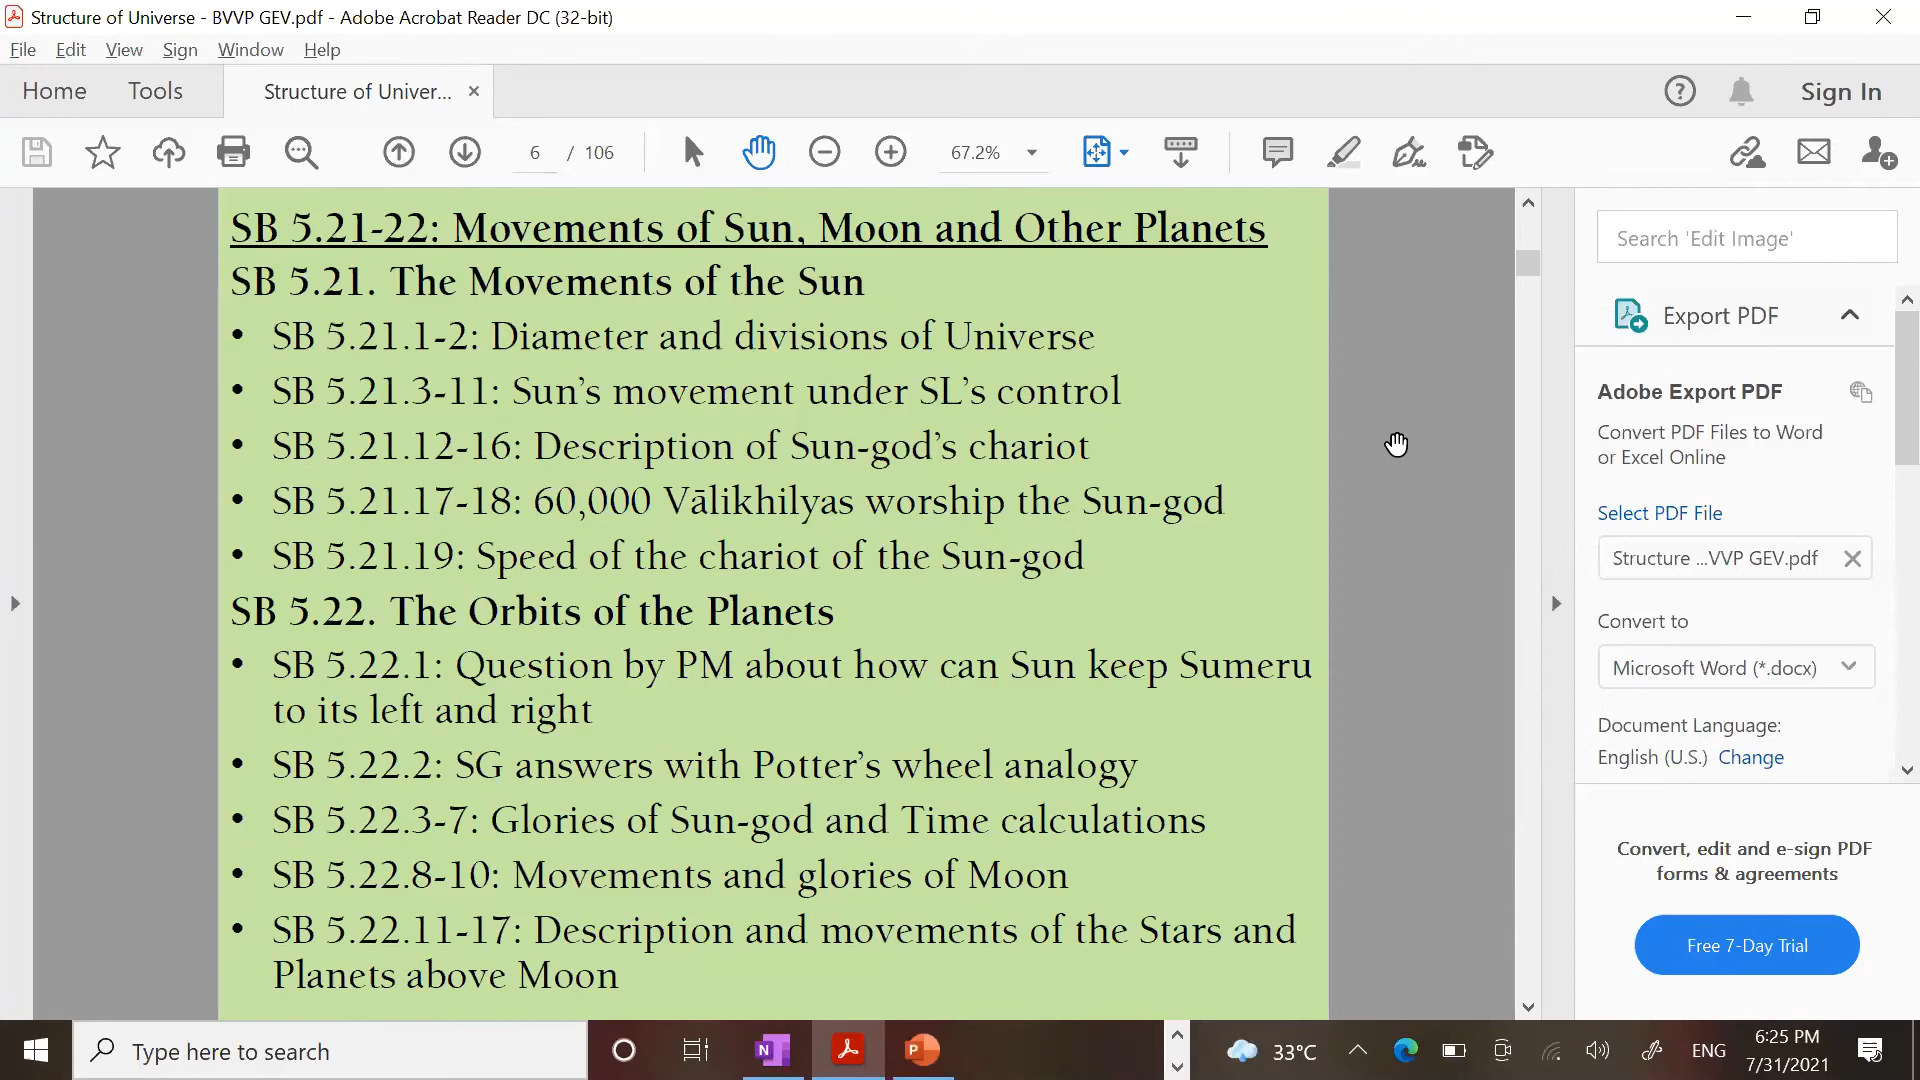 Structure of Universe - BVVP GEV.pdf - Adobe Acrobat Reader DC (32-bit)
File Edit View Sign Window Help
Home Tools Structure of Univer... ×
Sign In
6 / 106
67.2%
SB 5.21-22: Movements of Sun, Moon and Other Planets
SB 5.21. The Movements of the Sun
• SB 5.21.1-2: Diameter and divisions of Universe
• SB 5.21.3-11: Sun's movement under SL's control
• SB 5.21.12-16: Description of Sun-god's chariot
• SB 5.21.17-18: 60,000 Vālikhilyas worship the Sun-god
• SB 5.21.19: Speed of the chariot of the Sun-god
SB 5.22. The Orbits of the Planets
• SB 5.22.1: Question by PM about how can Sun keep Sumeru
to its left and right
• SB 5.22.2: SG answers with Potter's wheel analogy
• SB 5.22.3-7: Glories of Sun-god and Time calculations
• SB 5.22.8-10: Movements and glories of Moon
• SB 5.22.11-17: Description and movements of the Stars and
Planets above Moon
Search 'Edit Image'
Export PDF
Adobe Export PDF
Convert PDF Files to Word
or Excel Online
Select PDF File
Structure ...VVP GEV.pdf
Convert to
Microsoft Word (*.docx)
Document Language:
English (U.S.) Change
Convert, edit and e-sign PDF
forms & agreements
Free 7-Day Trial
Type here to search
N
P
33°C
ENG
6:25 PM
7/31/2021